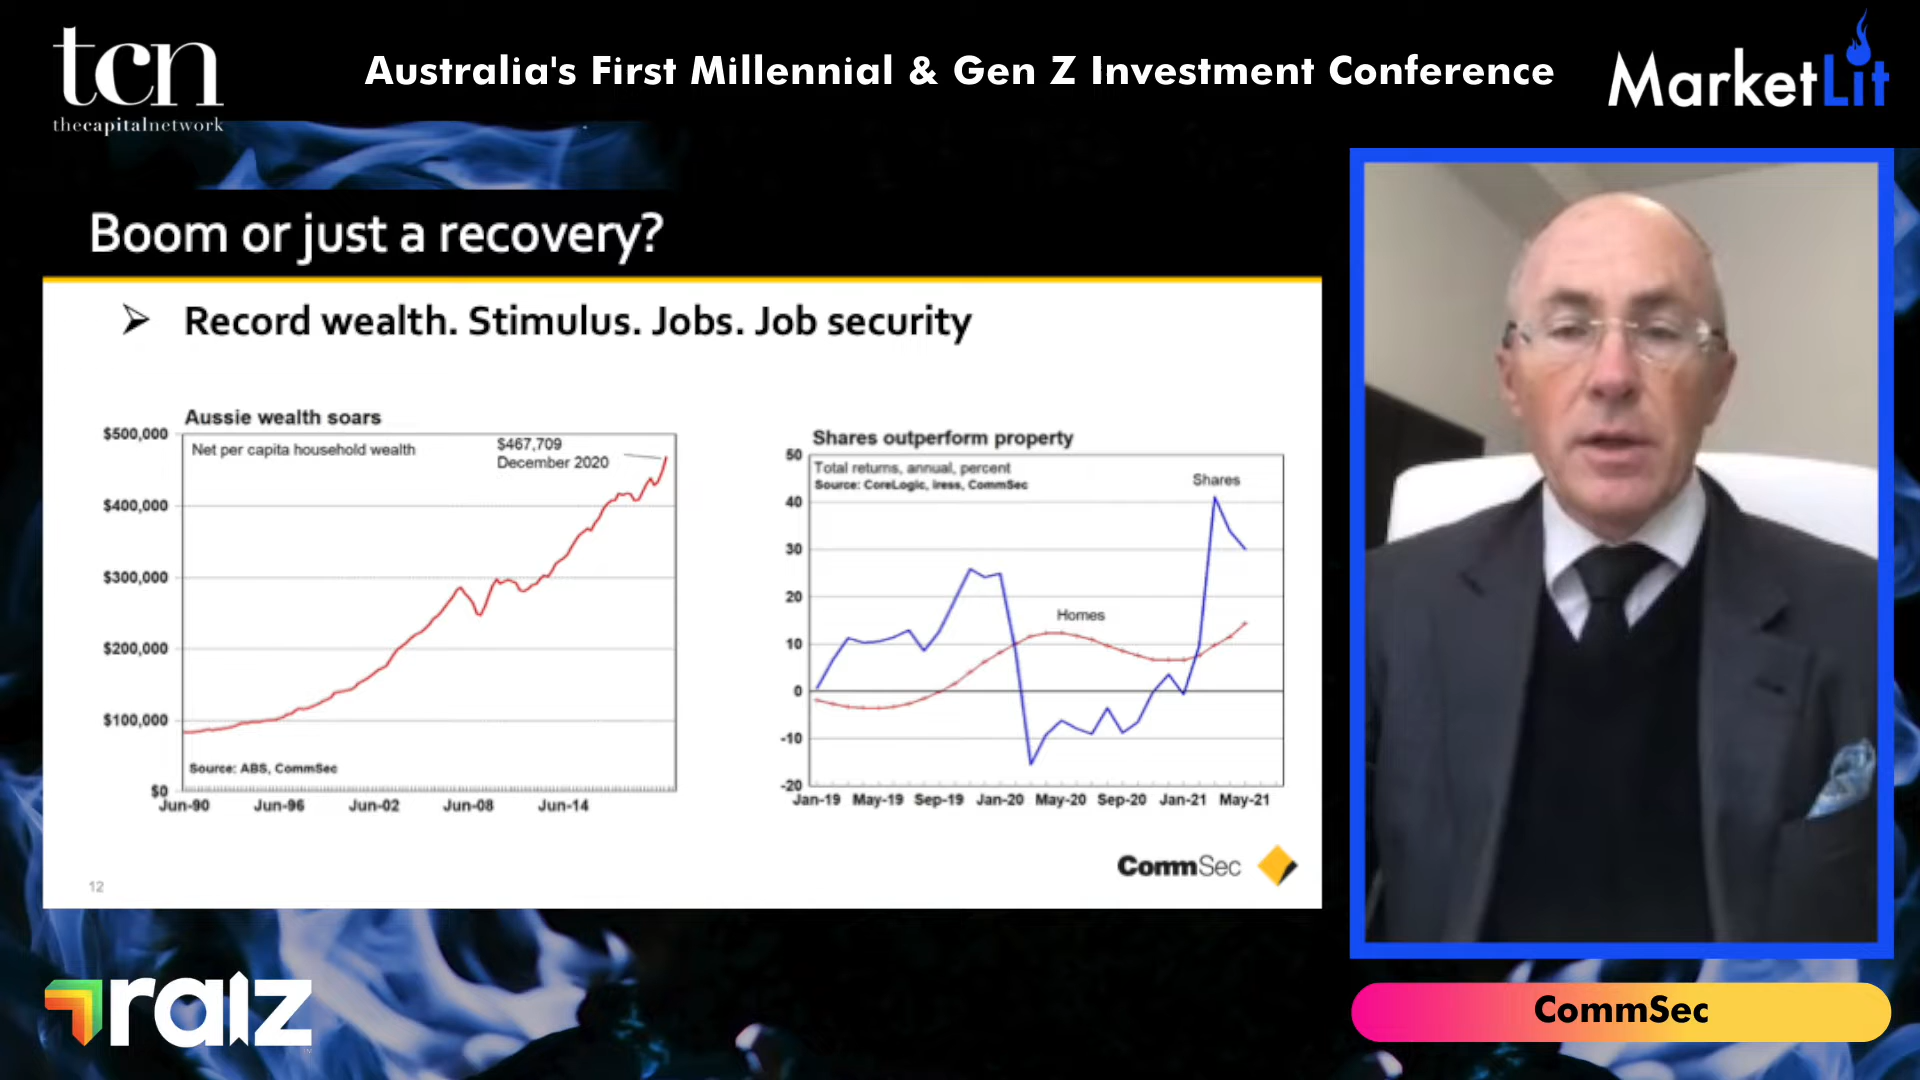 tcn
thecapitalnetwork
Australia's First Millennial & Gen Z Investment Conference
MarketLit
Boom or just a recovery?
➢ Record wealth. Stimulus. Jobs. Job security
Aussie wealth soars
Net per capita household wealth
$467,709
December 2020
$500,000
$400,000
$300,000
$200,000
$100,000
$0
Source: ABS, CommSec
Jun-90 Jun-96 Jun-02 Jun-08 Jun-14
Shares outperform property
Total returns, annual, percent
Source: CoreLogic, Iress, CommSec
Shares
Homes
50
40
30
20
10
0
-10
-20
Jan-19 May-19 Sep-19 Jan-20 May-20 Sep-20 Jan-21 May-21
CommSec
12
raiz
CommSec